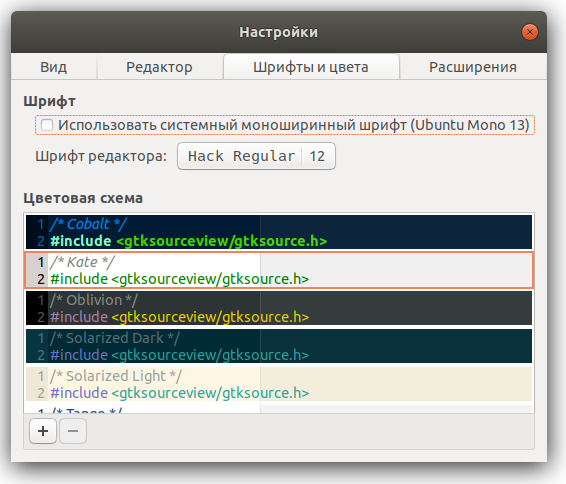 Настройки
Вид
Редактор
Шрифты и цвета
Расширения
Шрифт
Использовать системный моноширинный шрифт (Ubuntu Mono 13)
Шрифт редактора: Hack Regular 12
Цветовая схема
1 /* Cobalt */
2 #include <gtksourceview/gtksource.h>
1 /* Kate */
2 #include <gtksourceview/gtksource.h>
1 /* Oblivion */
2 #include <gtksourceview/gtksource.h>
1 /* Solarized Dark */
2 #include <gtksourceview/gtksource.h>
1 /* Solarized Light */
2 #include <gtksourceview/gtksource.h>
1 /* Tango */